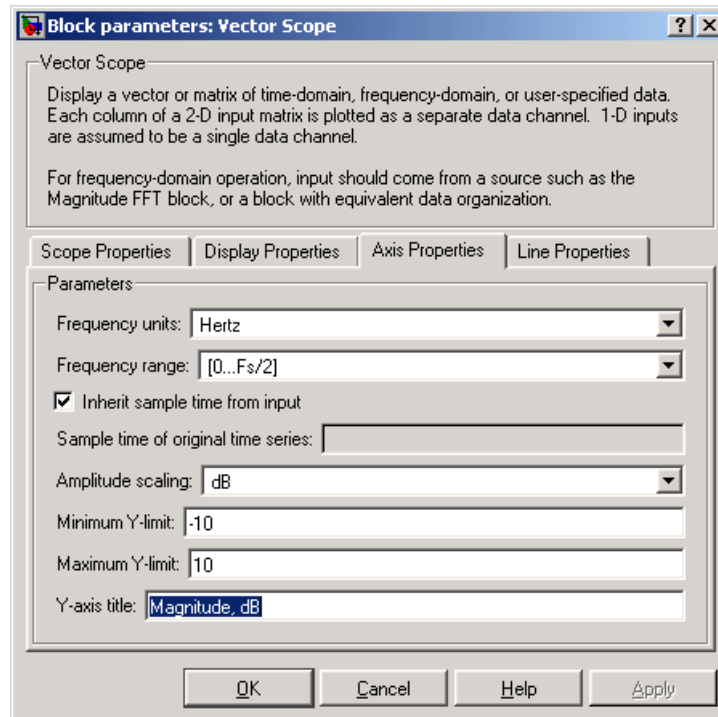 Block parameters: Vector Scope
Vector Scope
Display a vector or matrix of time-domain, frequency-domain, or user-specified data.
Each column of a 2-D input matrix is plotted as a separate data channel.  1-D inputs
are assumed to be a single data channel.
For frequency-domain operation, input should come from a source such as the
Magnitude FFT block, or a block with equivalent data organization.
Scope Properties Display Properties Axis Properties Line Properties
Parameters
Frequency units: Hertz
Frequency range: [0...Fs/2]
Inherit sample time from input
Sample time of original time series:
Amplitude scaling: dB
Minimum Y-limit: -10
Maximum Y-limit: 10
Y-axis title: Magnitude, dB
OK Cancel Help Apply